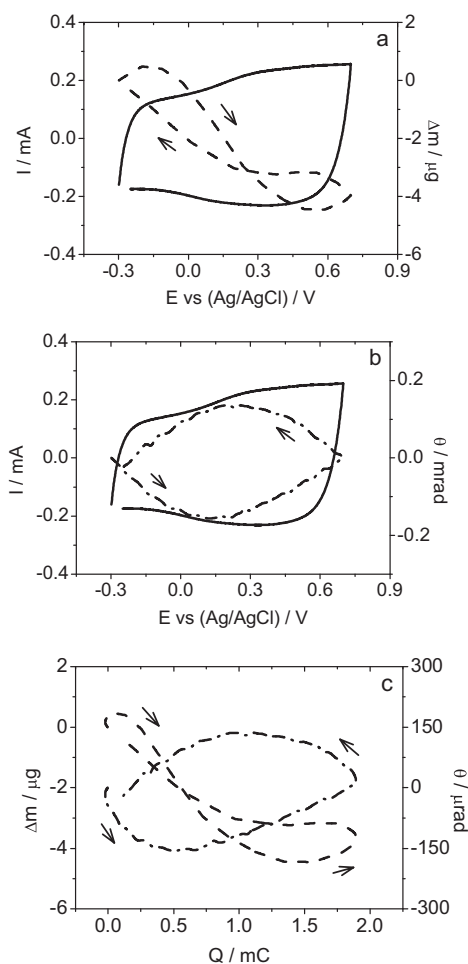 a
0.4
0.2
0.0
-0.2
-0.4
I / mA
2
0
-2
-4
-6
Δm / μg
-0.3 0.0 0.3 0.6 0.9
E vs (Ag/AgCl) / V
b
0.4
0.2
0.0
-0.2
-0.4
I / mA
0.2
0.0
-0.2
θ / mrad
-0.3 0.0 0.3 0.6 0.9
E vs (Ag/AgCl) / V
c
2
0
-2
-4
-6
Δm / μg
300
150
0
-150
-300
θ / μrad
0.0 0.5 1.0 1.5 2.0
Q / mC